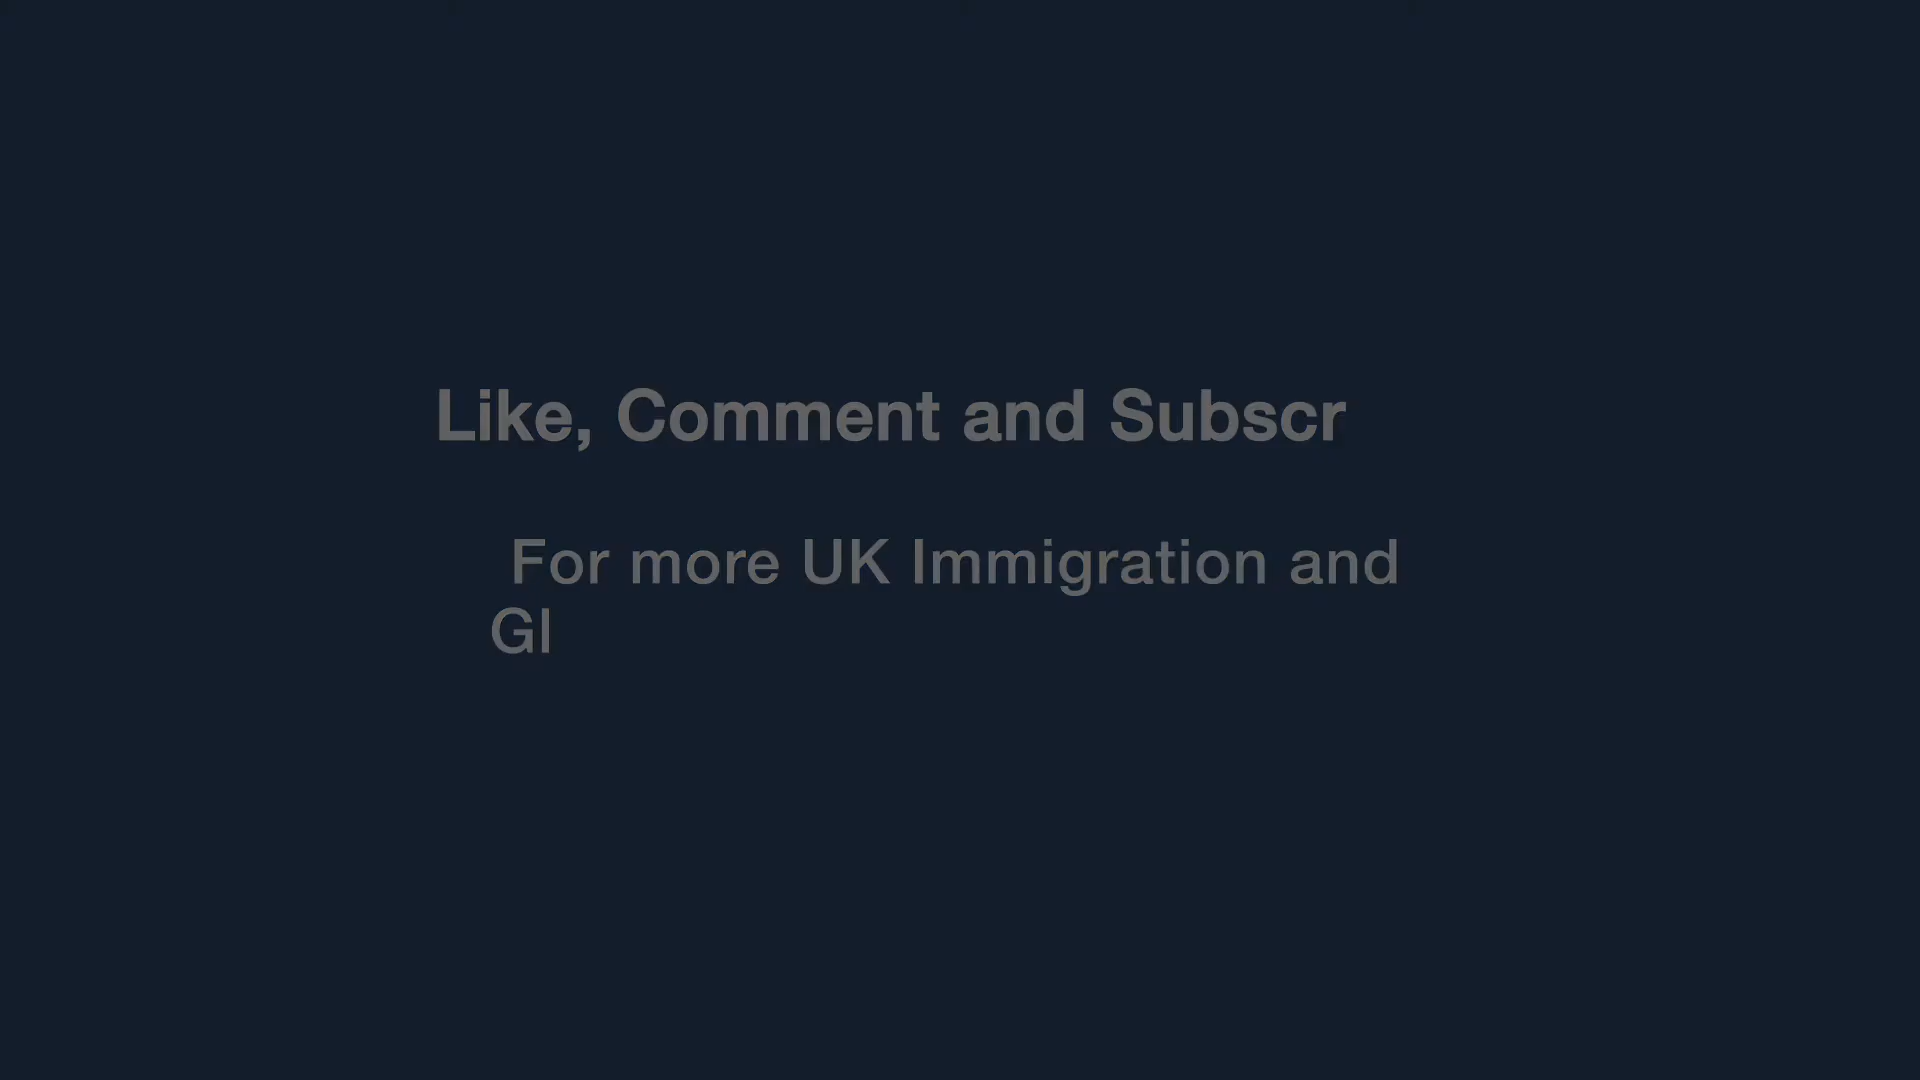 Like, Comment and Subscr
For more UK Immigration and
Gl